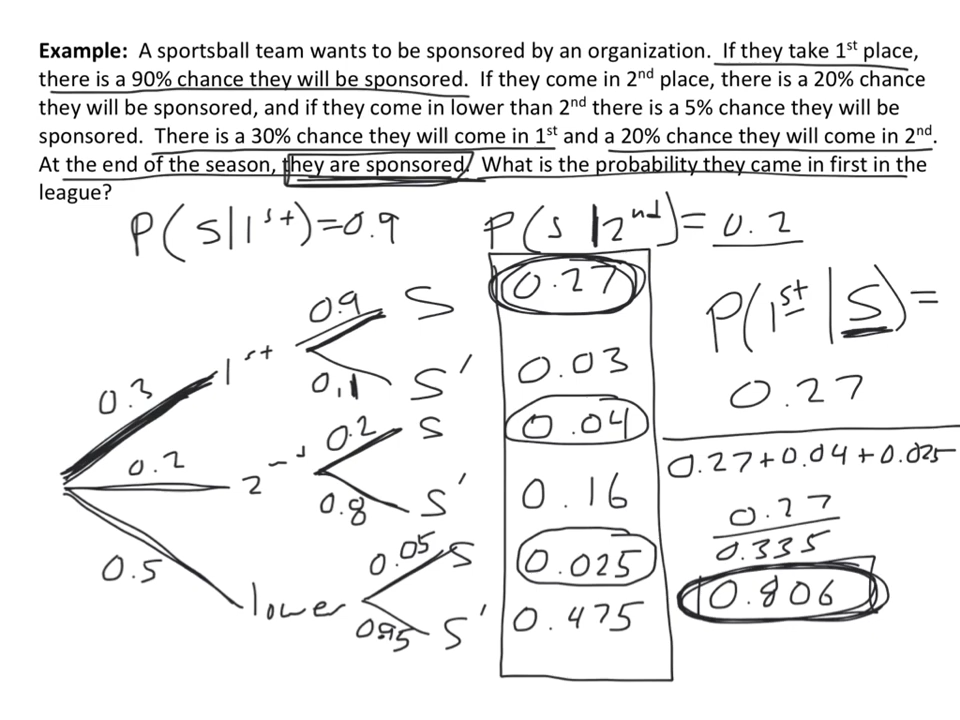 Example: A sportsball team wants to be sponsored by an organization. If they take 1st place,
there is a 90% chance they will be sponsored. If they come in 2nd place, there is a 20% chance
they will be sponsored, and if they come in lower than 2nd there is a 5% chance they will be
sponsored. There is a 30% chance they will come in 1st and a 20% chance they will come in 2nd.
At the end of the season, they are sponsored. What is the probability they came in first in the
league?
P(S|1st)=0.9
P(S|2nd)=0.2
0.3
1st
0.9
S
0.27
0.1
S'
0.03
0.2
2nd
0.2
S
0.04
0.8
S'
0.16
0.5
lower
0.05
S
0.025
0.95
S'
0.475
P(1st|S)=
0.27
0.27+0.04+0.025
0.27
0.335
0.806